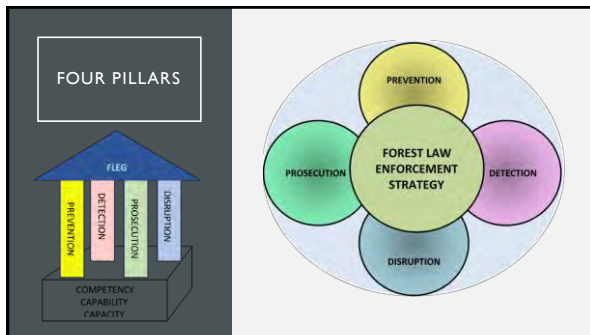 FOUR PILLARS
FLEG
PREVENTION
DETECTION
PROSECUTION
DISRUPTION
COMPETENCY
CAPABILITY
CAPACITY
PREVENTION
PROSECUTION
FOREST LAW
ENFORCEMENT
STRATEGY
DETECTION
DISRUPTION